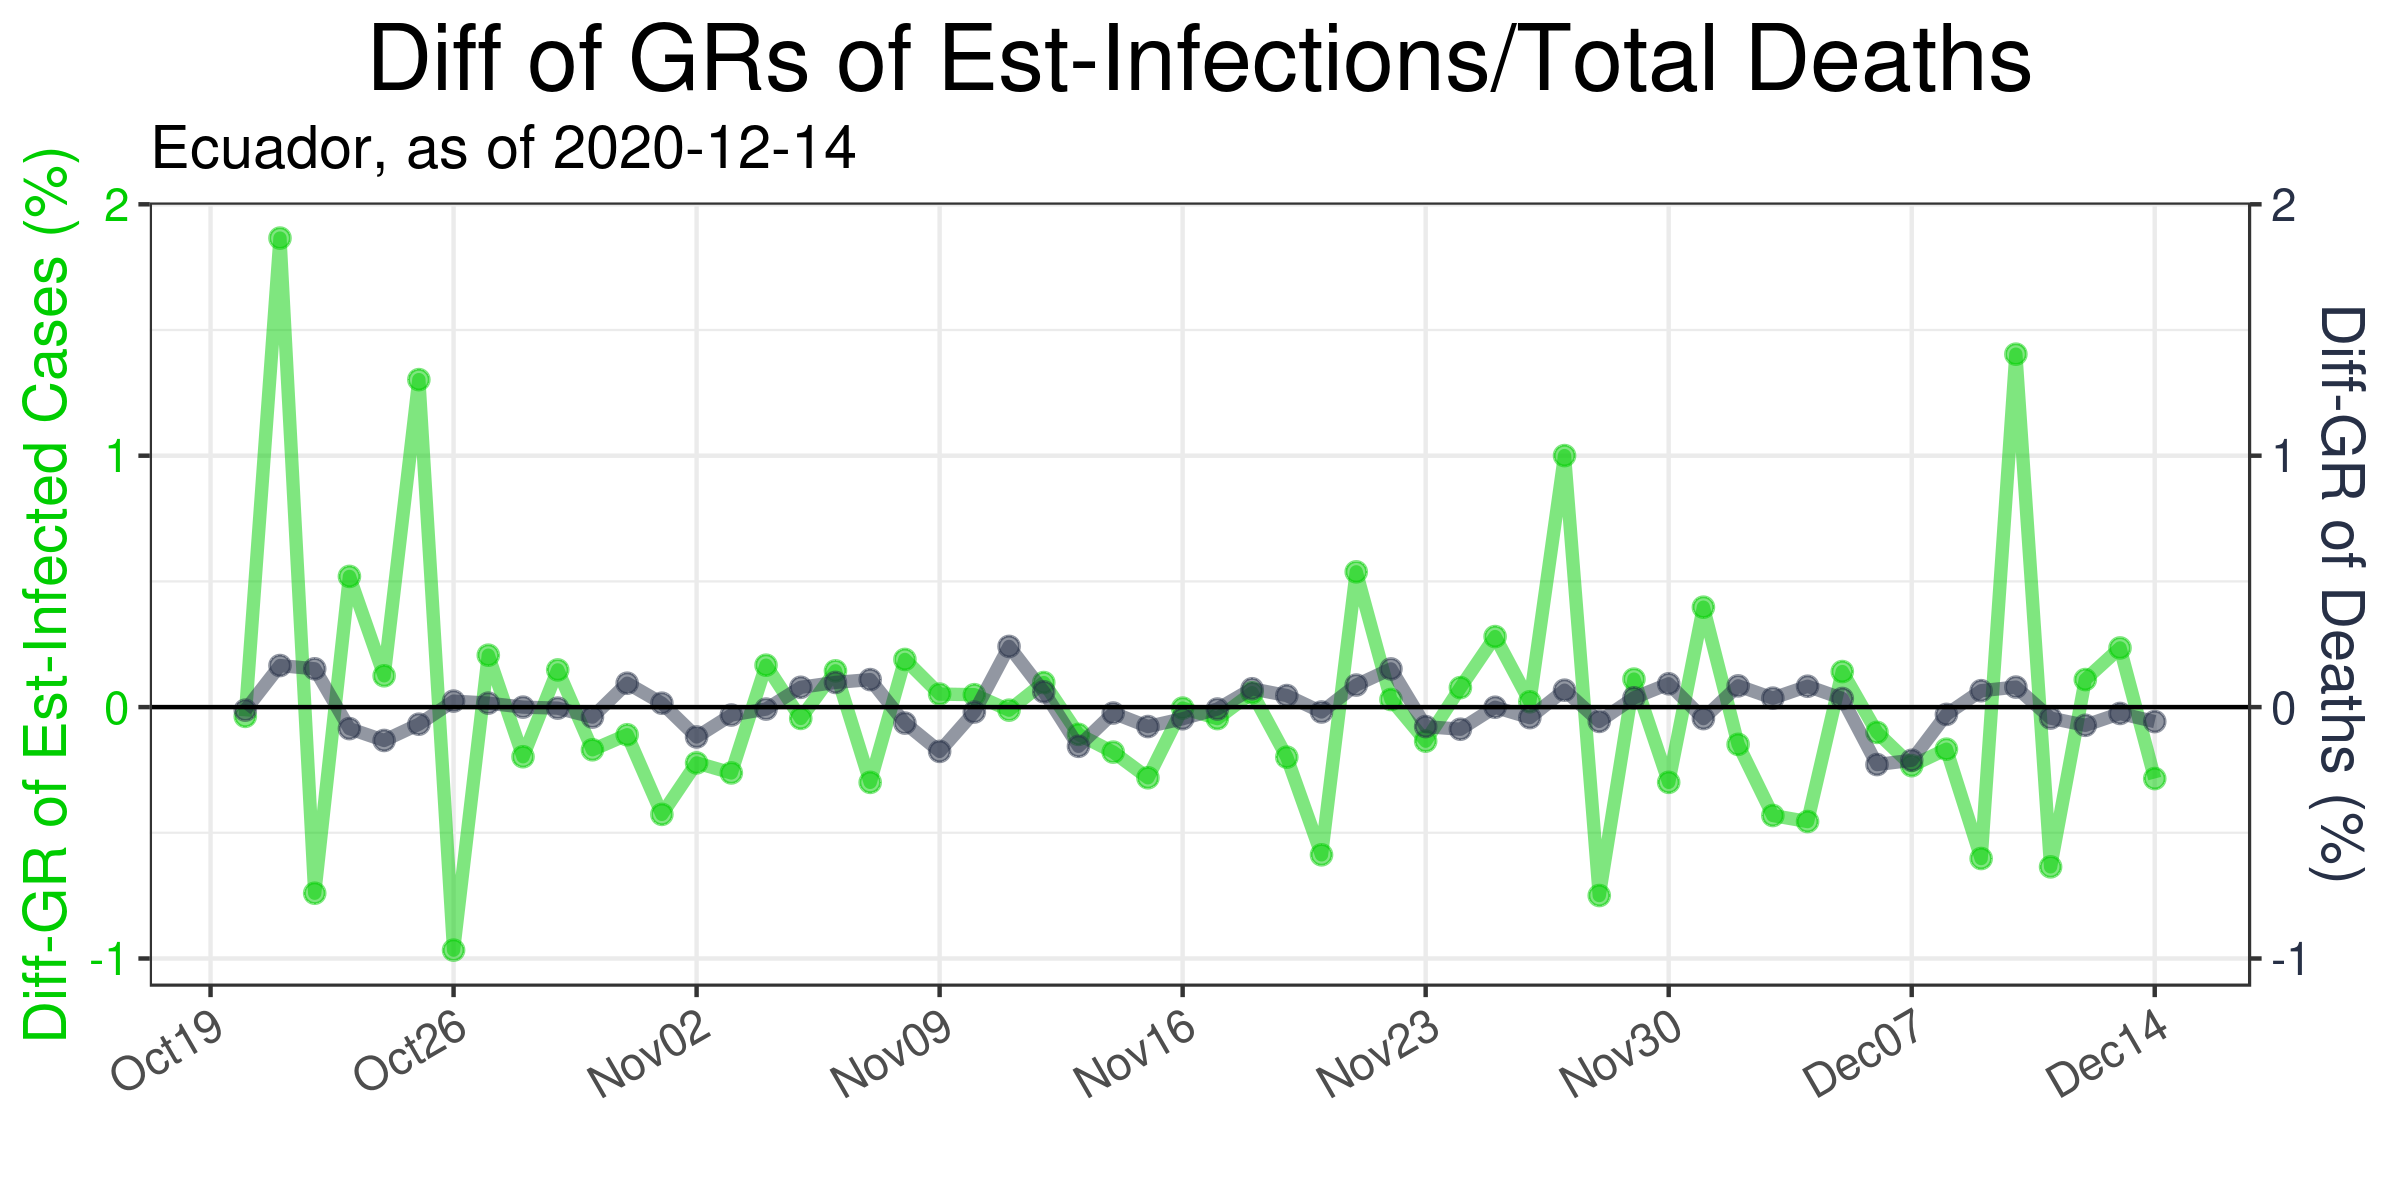 Diff of GRs of Est-Infections/Total Deaths
Ecuador, as of 2020-12-14
Diff-GR of Est-Infected Cases (%)
2
1
0
-1
2
1
0
-1
Diff-GR of Deaths (%)
Oct19
Oct26
Nov02
Nov09
Nov16
Nov23
Nov30
Dec07
Dec14